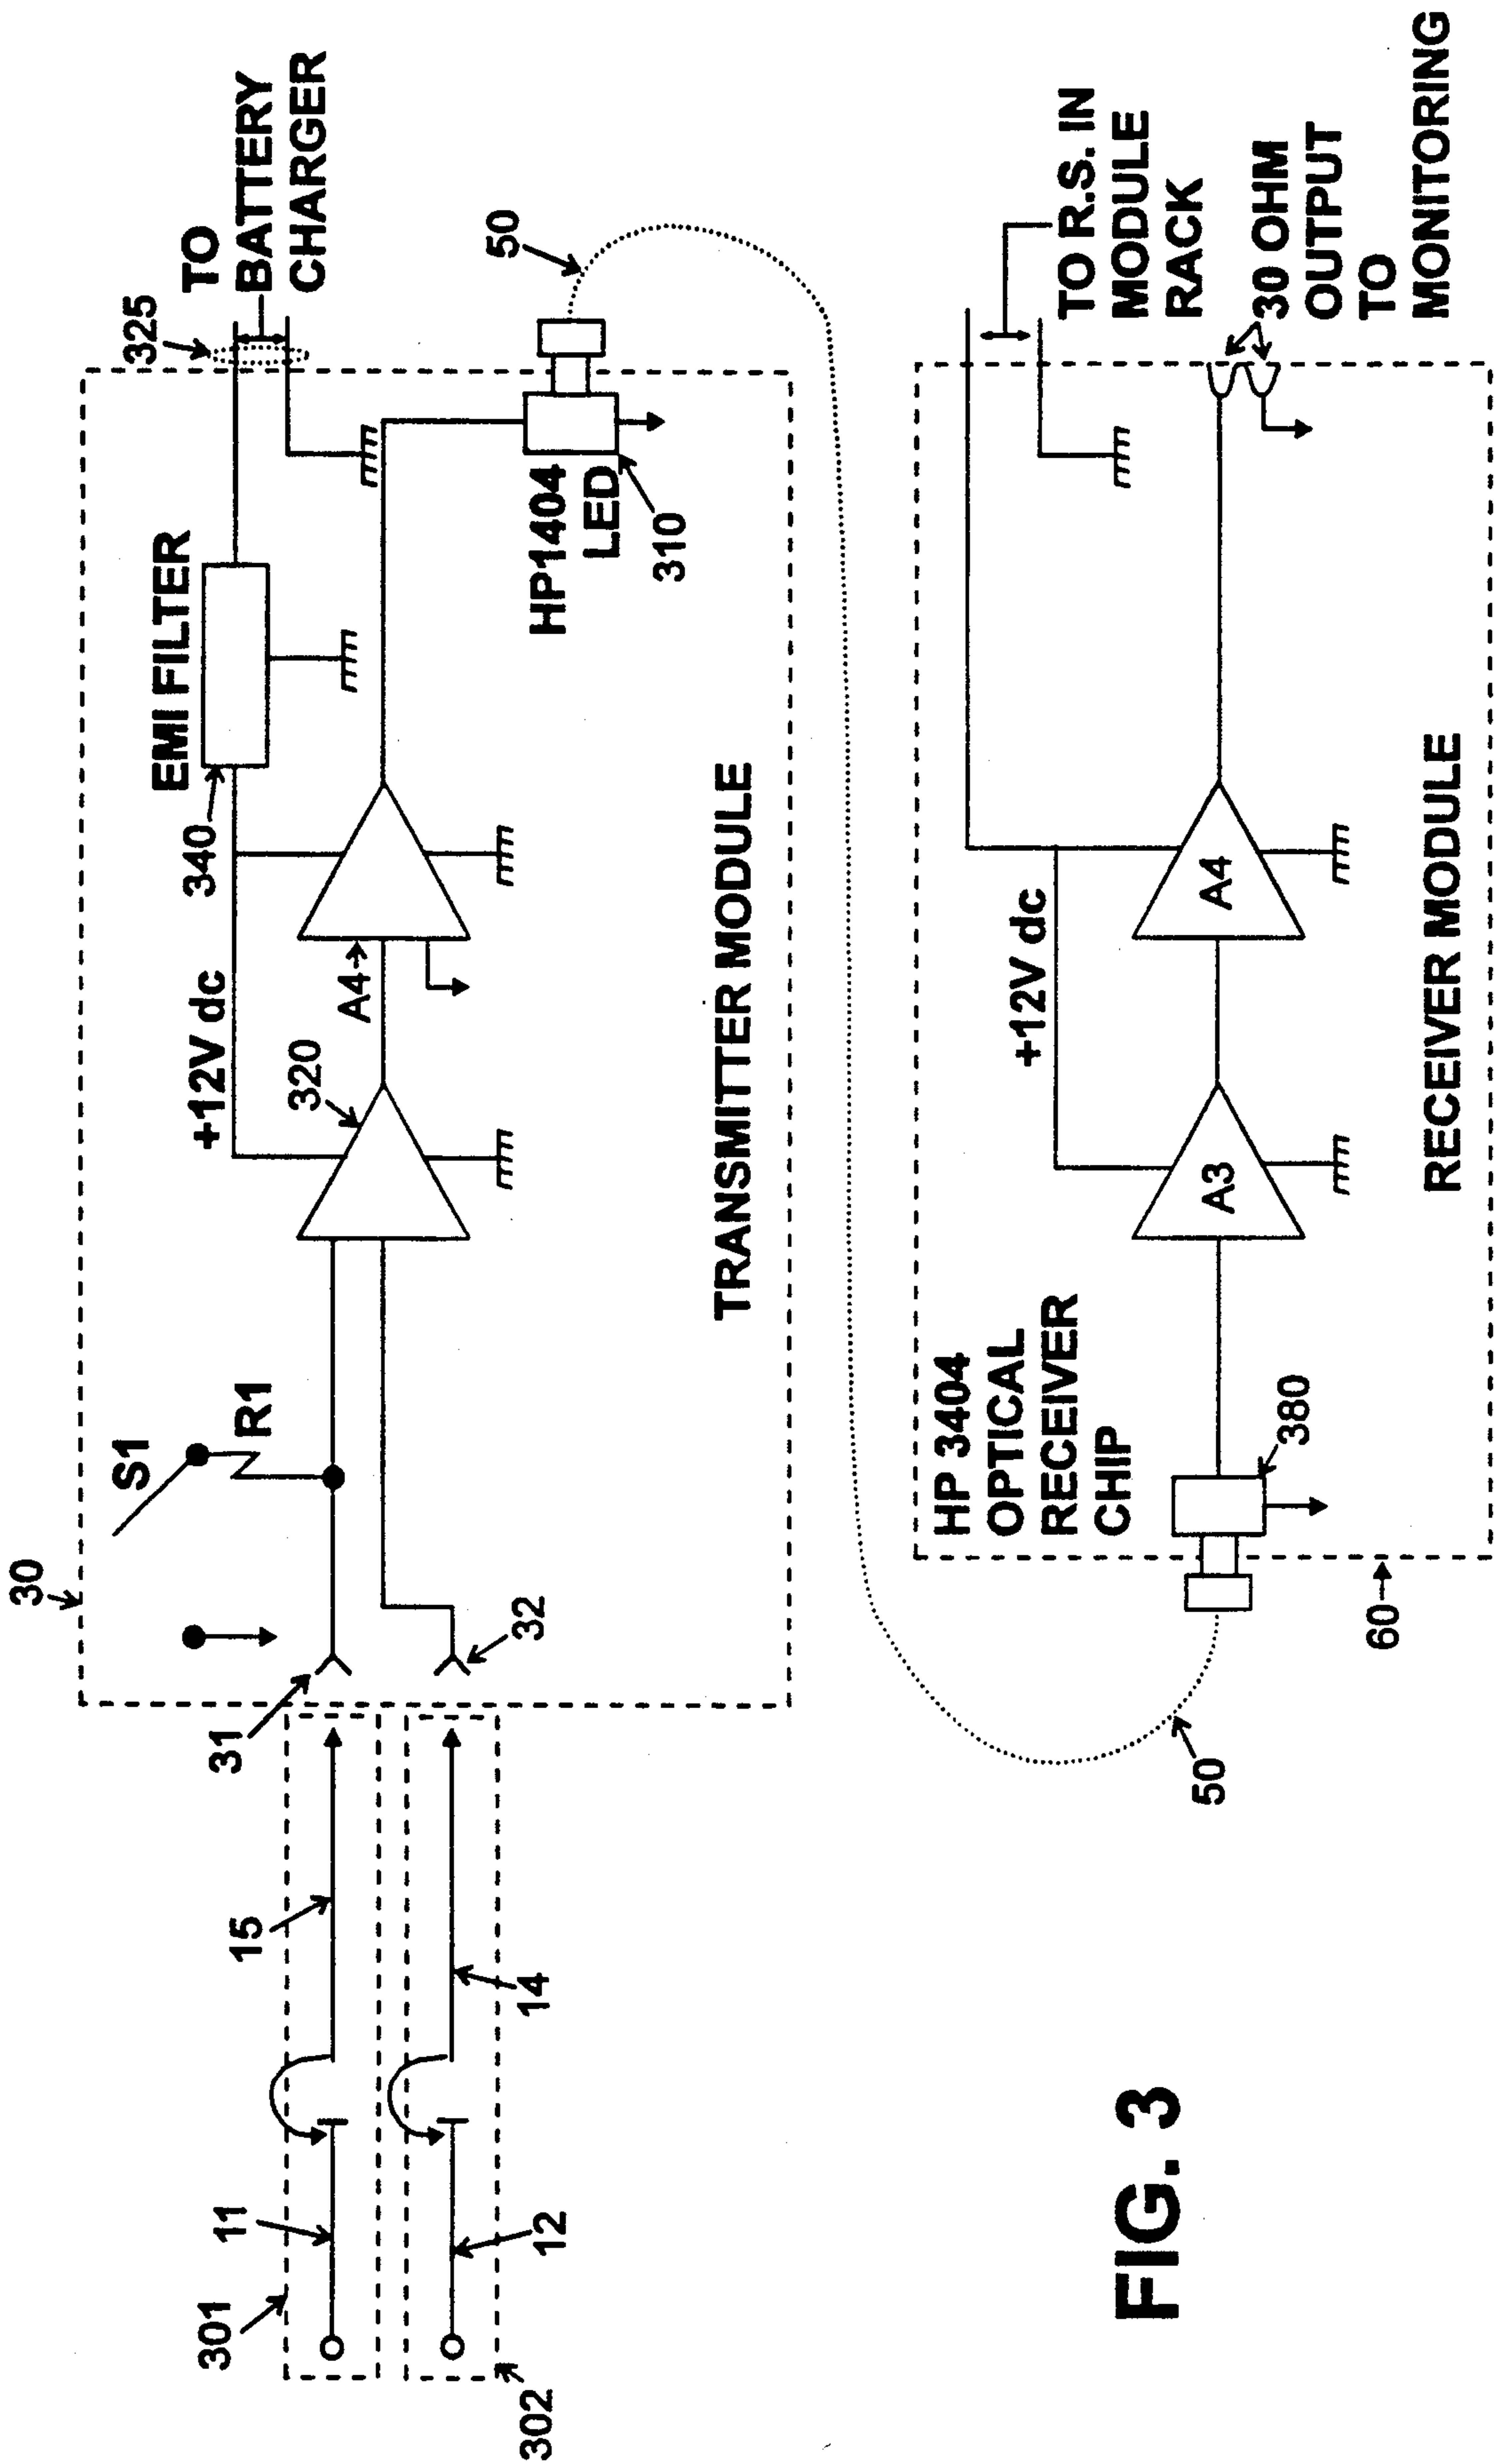 30
S1
R1
31
32
320
+12V dc
A4
340
EMI FILTER
325
TO
BATTERY
CHARGER
HP1404
LED
310
50
TRANSMITTER MODULE
301
11
15
302
12
14
50
HP 3404
OPTICAL
RECEIVER
CHIP
380
60
A3
+12V dc
A4
TO R.S. IN
MODULE
RACK
30 OHM
OUTPUT
TO
MONITORING
RECEIVER MODULE
FIG. 3